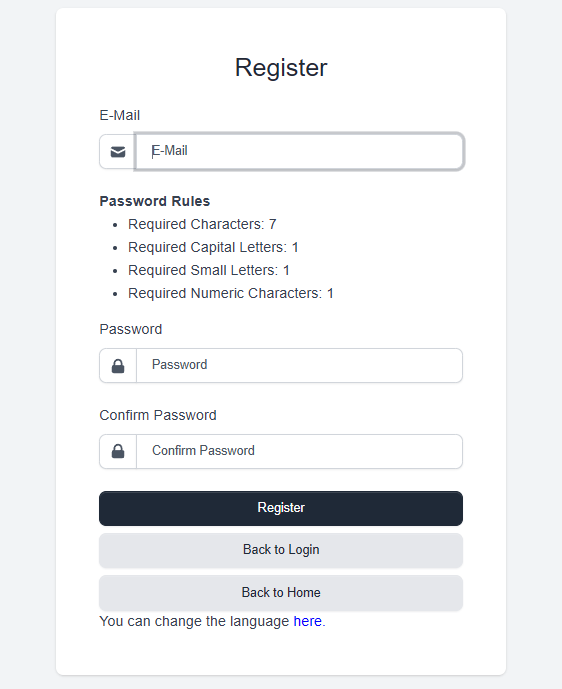 Register
E-Mail
E-Mail
Password Rules
Required Characters: 7
Required Capital Letters: 1
Required Small Letters: 1
Required Numeric Characters: 1
Password
Password
Confirm Password
Confirm Password
Register
Back to Login
Back to Home
You can change the language here.